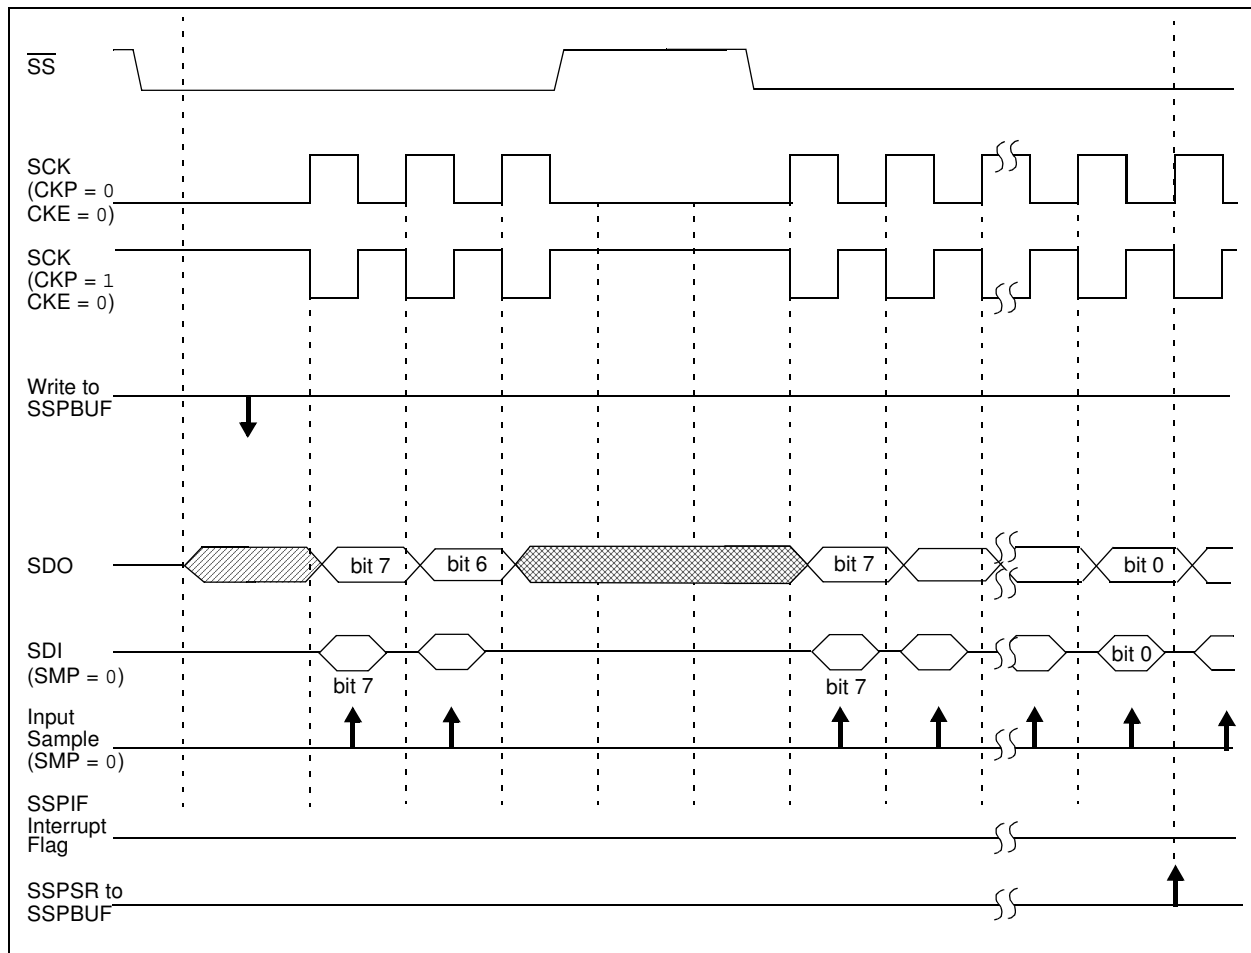 SS
SCK
(CKP = 0
CKE = 0)
SCK
(CKP = 1
CKE = 0)
Write to
SSPBUF
SDO
bit 7
bit 6
bit 7
bit 0
SDI
(SMP = 0)
bit 7
bit 7
bit 0
Input
Sample
(SMP = 0)
SSPIF
Interrupt
Flag
SSPSR to
SSPBUF